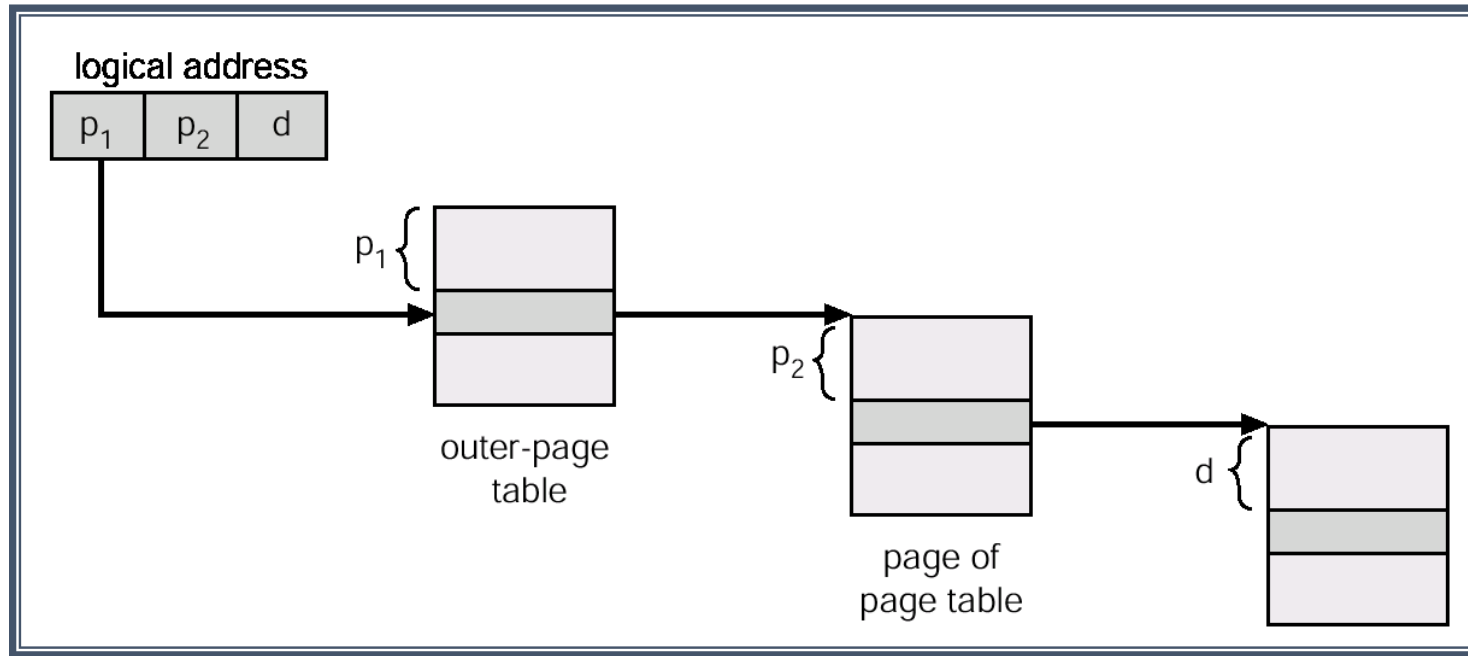 logical address
p₁ p₂ d
p₁
outer-page
table
p₂
page of
page table
d